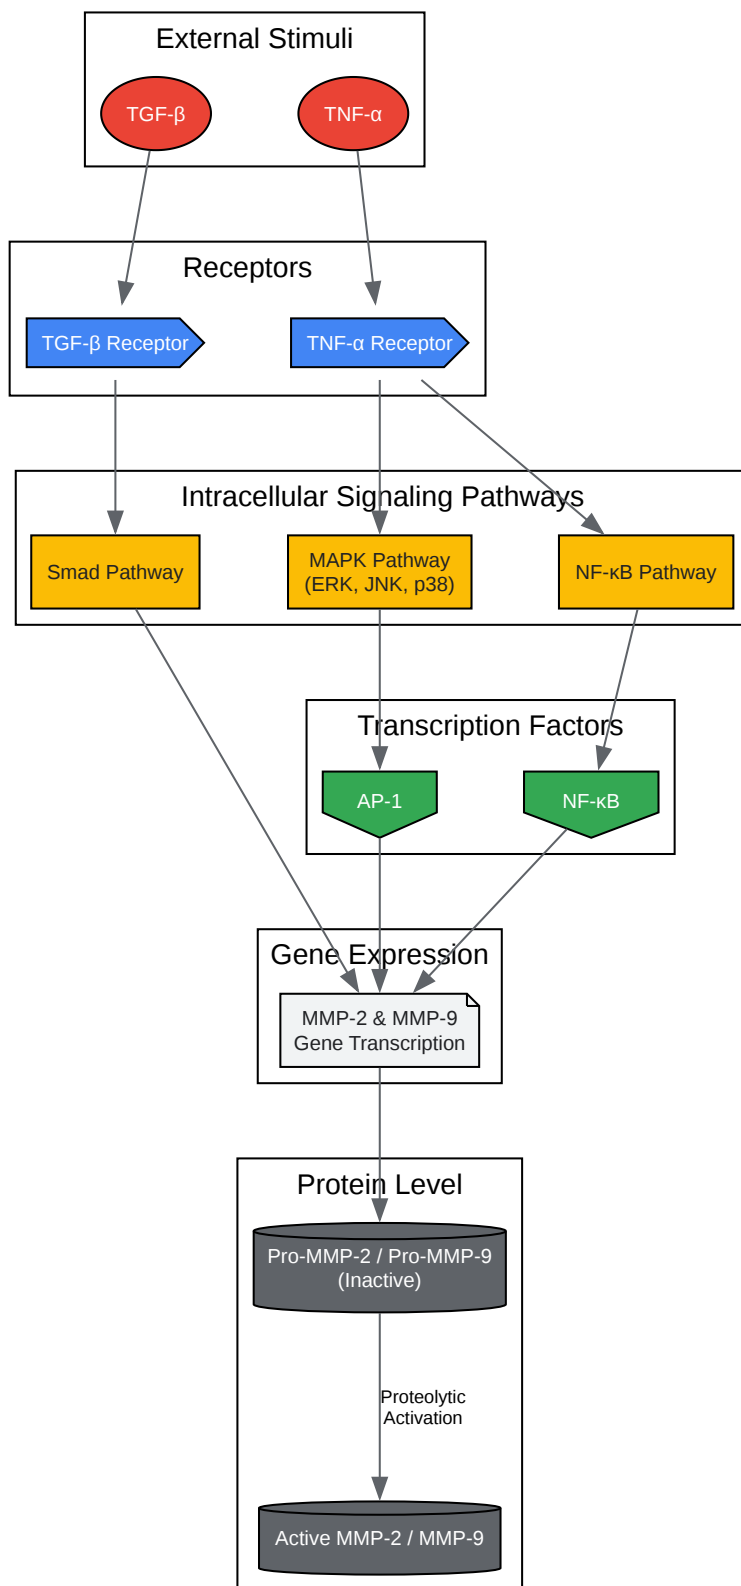 External Stimuli
TGF-β
TNF-α
Receptors
TGF-β Receptor
TNF-α Receptor
Intracellular Signaling Pathways
Smad Pathway
MAPK Pathway
(ERK, JNK, p38)
NF-κB Pathway
Transcription Factors
AP-1
NF-κB
Gene Expression
MMP-2 & MMP-9
Gene Transcription
Protein Level
Pro-MMP-2 / Pro-MMP-9
(Inactive)
Proteolytic
Activation
Active MMP-2 / MMP-9